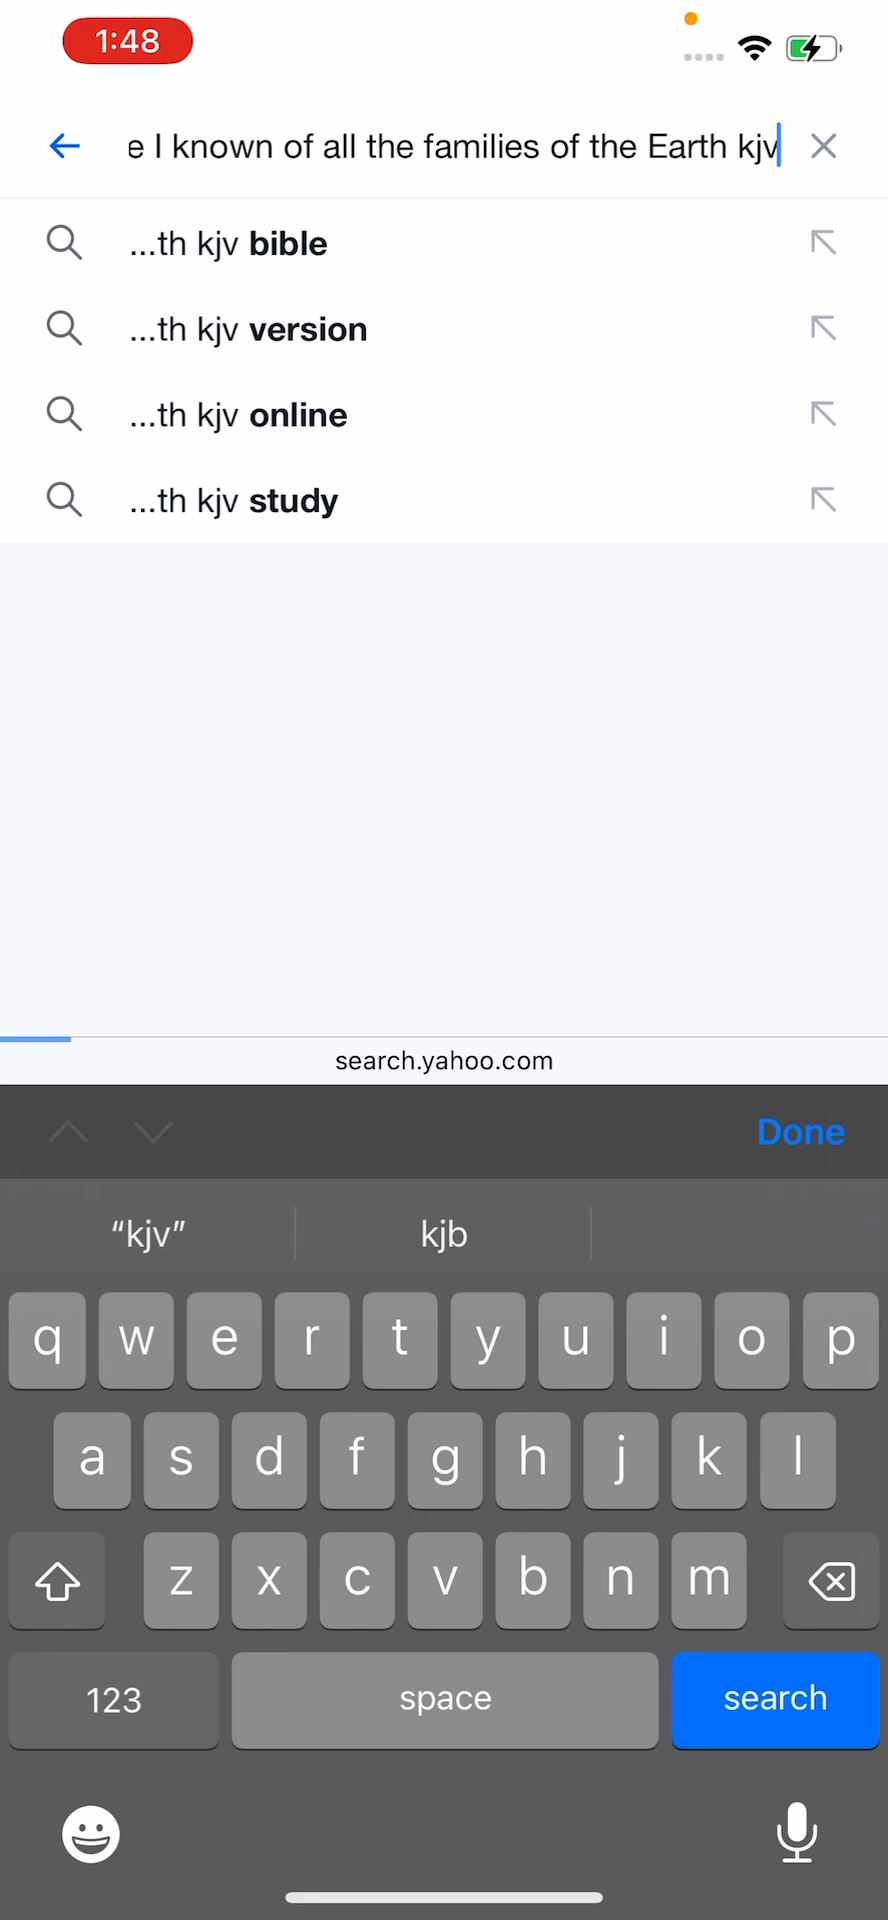 1:48
e I known of all the families of the Earth kjv
...th kjv bible
...th kjv version
...th kjv online
...th kjv study
search.yahoo.com
Done
“kjv” kjb
q w e r t y u i o p
a s d f g h j k l
z x c v b n m
123 space search